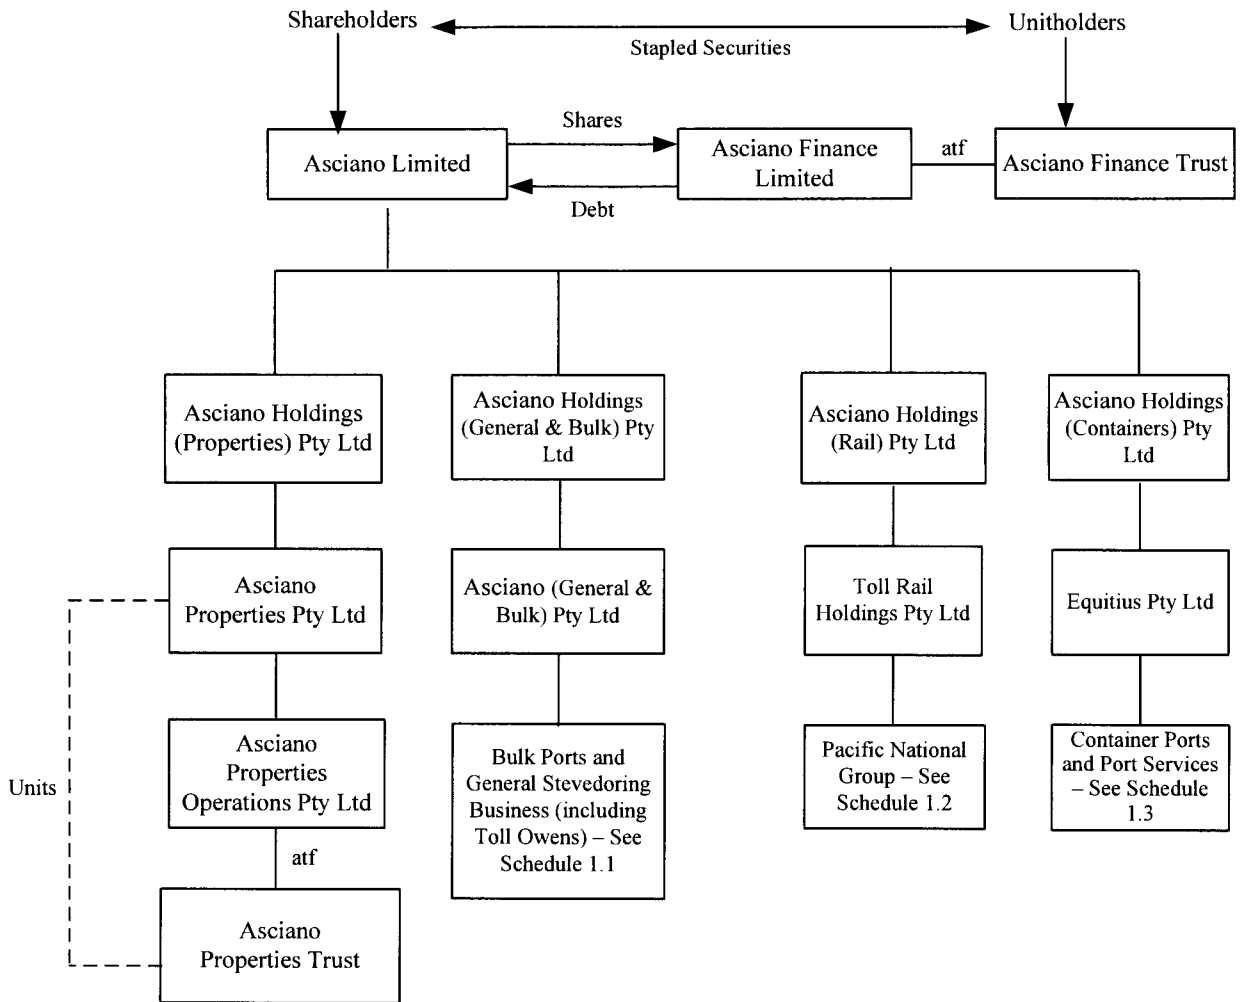 Shareholders
Unitholders
Stapled Securities
Shares
Asciano Limited
Asciano Finance
Limited
atf
Asciano Finance Trust
Debt
Asciano Holdings
(Properties) Pty Ltd
Asciano Holdings
(General & Bulk) Pty
Ltd
Asciano Holdings
(Rail) Pty Ltd
Asciano Holdings
(Containers) Pty
Ltd
Asciano
Properties Pty Ltd
Asciano (General &
Bulk) Pty Ltd
Toll Rail
Holdings Pty Ltd
Equitius Pty Ltd
Units
Asciano
Properties
Operations Pty Ltd
Bulk Ports and
General Stevedoring
Business (including
Toll Owens) – See
Schedule 1.1
Pacific National
Group – See
Schedule 1.2
Container Ports
and Port Services
– See Schedule
1.3
atf
Asciano
Properties Trust